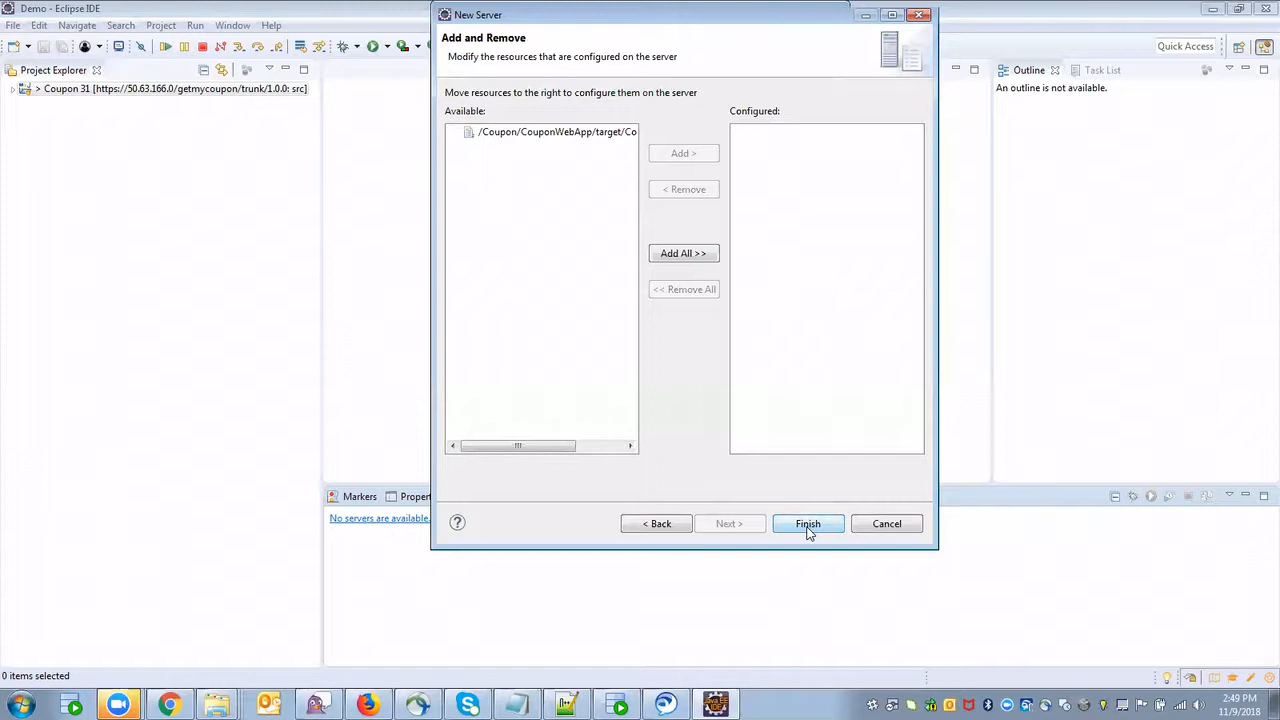 Demo - Eclipse IDE
File Edit Navigate Search Project Run Window Help
Quick Access
Project Explorer
> Coupon 31 [https://50.63.166.0/getmycoupon/trunk/1.0.0: src]
New Server
Add and Remove
Modify the resources that are configured on the server
Move resources to the right to configure them on the server
Available:
Configured:
/Coupon/CouponWebApp/target/Co
Add >
< Remove
Add All >>
<< Remove All
? < Back Next > Finish Cancel
Outline Task List
An outline is not available.
Markers Propert
No servers are available.
0 items selected
2:49 PM
11/9/2018